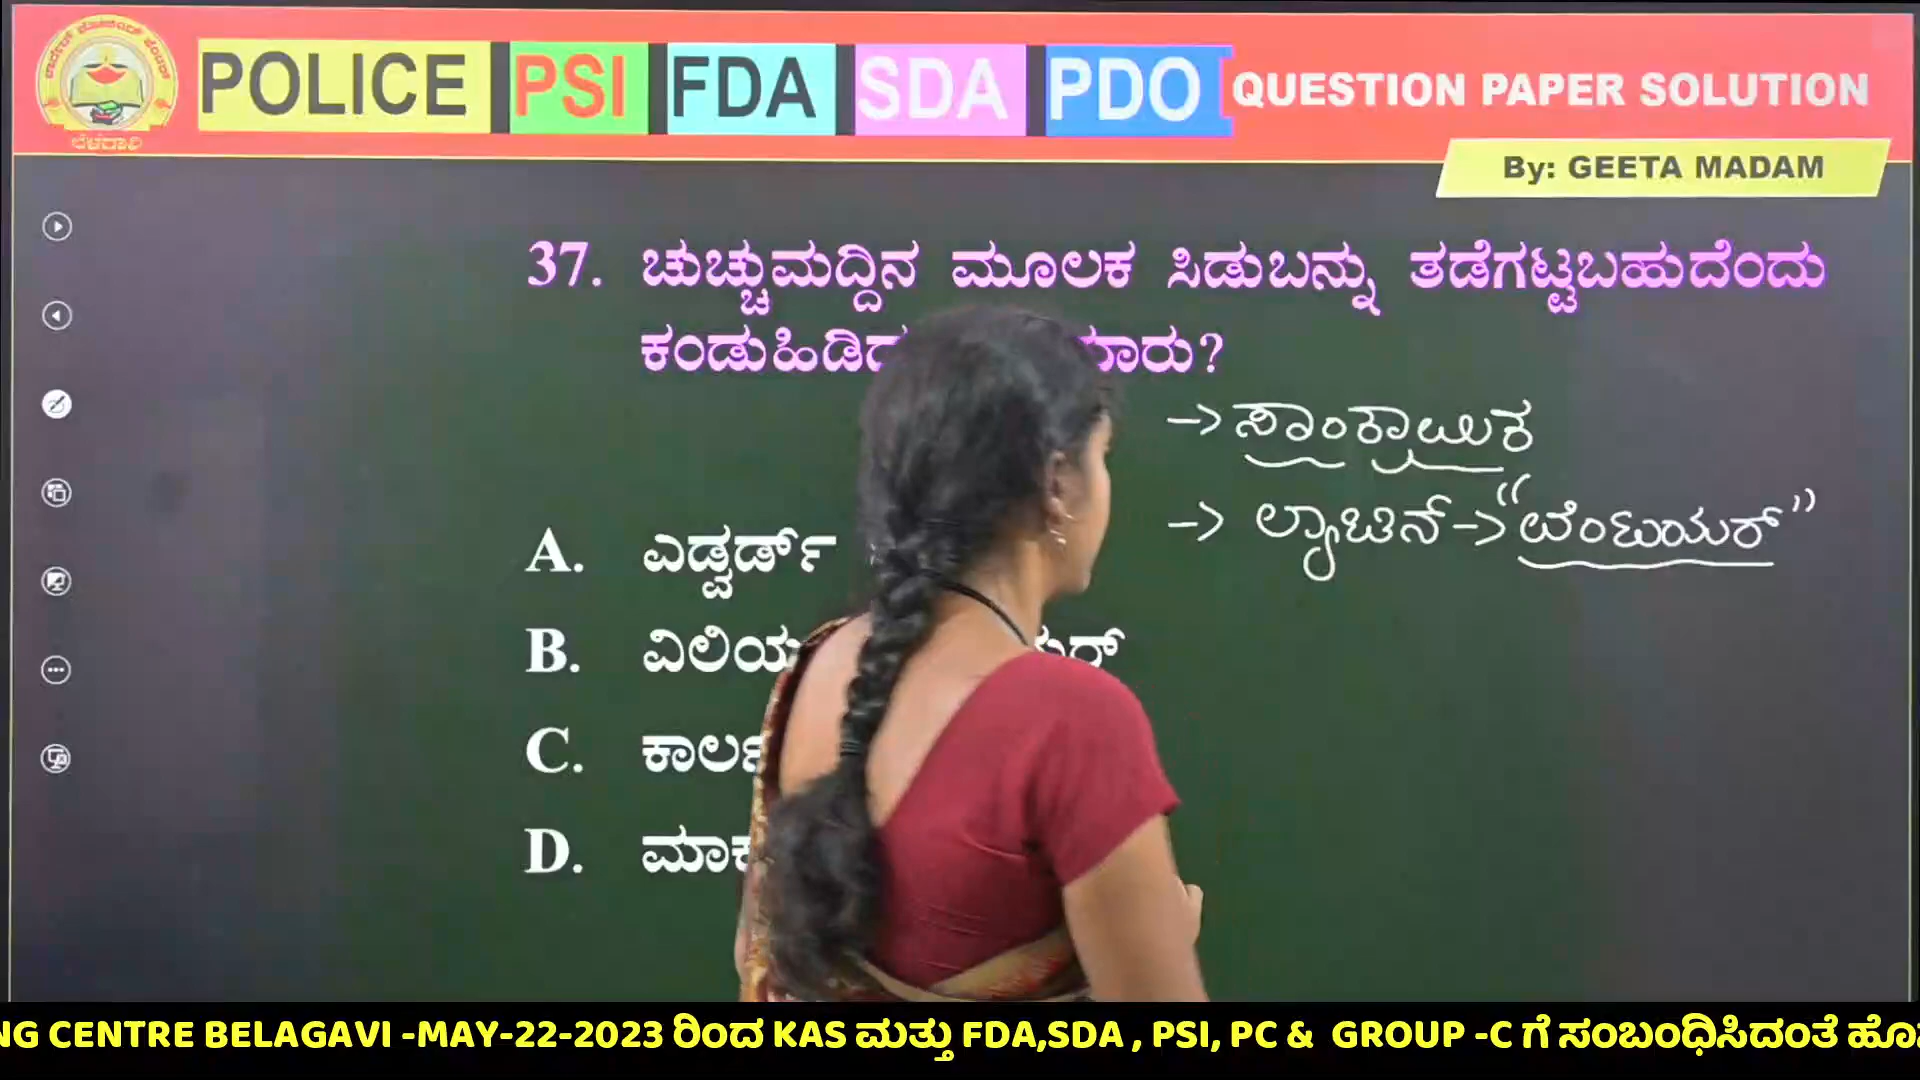 POLICE PSI FDA SDA PDO QUESTION PAPER SOLUTION
ಬೆಳಗಾವಿ
By: GEETA MADAM
37. ಚುಚ್ಚುಮದ್ದಿನ ಮೂಲಕ ಸಿಡುಬನ್ನು ತಡೆಗಟ್ಟಬಹುದೆಂದು
ಯಾರು?
→ ಸಾಂಕ್ರಾಮಿಕ
→ ಲ್ಯಾಟಿನ್ →
A. ಎಡ್ವರ್ಡ್
B.
C.
D.
NG CENTRE BELAGAVI -MAY-22-2023 ರಿಂದ KAS ಮತ್ತು FDA,SDA , PSI, PC & GROUP -C ಗೆ ಸಂಬಂಧಿಸಿದಂತೆ